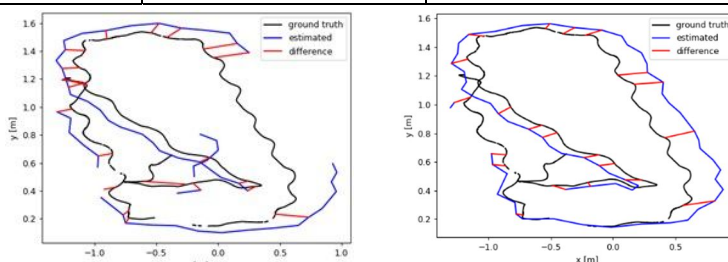 1.6
1.4
1.2
1.0
0.8
0.6
0.4
0.2
y [m]
−1.0 −0.5 0.0 0.5 1.0
ground truth
estimated
difference
1.6
1.4
1.2
1.0
0.8
0.6
0.4
0.2
y [m]
−1.0 −0.5 0.0 0.5
x [m]
ground truth
estimated
difference